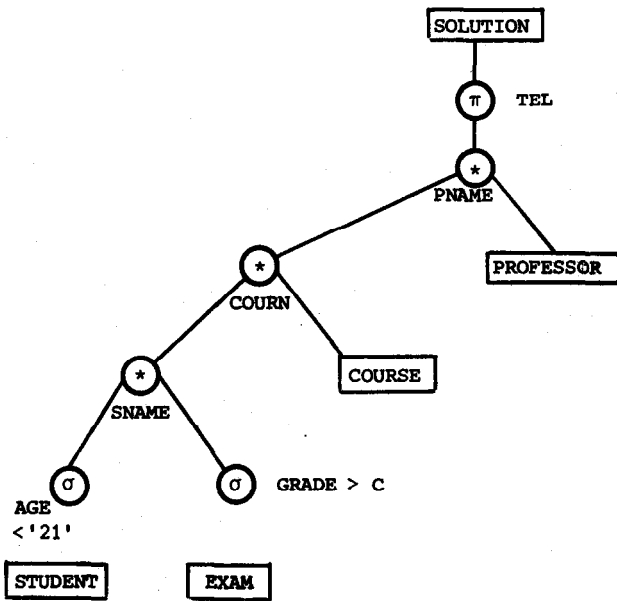 SOLUTION
π TEL
*
PNAME
*
COURN
PROFESSOR
*
SNAME
COURSE
σ
σ GRADE > C
AGE
<'21'
STUDENT
EXAM